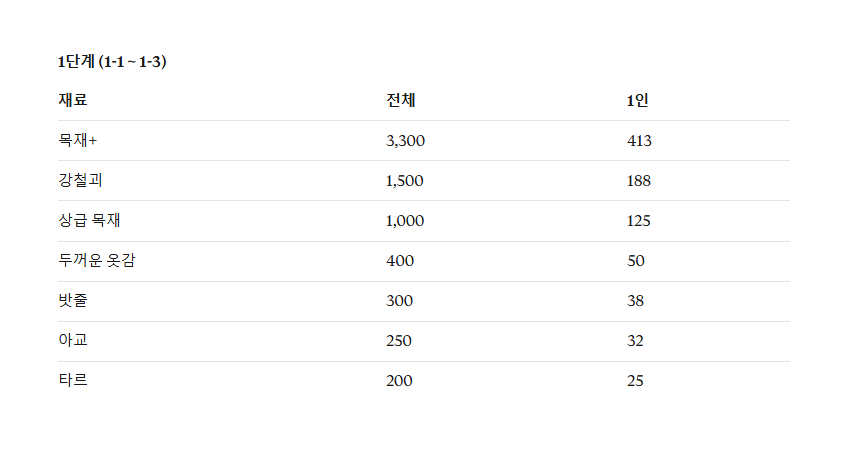 1단계 (1-1 ~ 1-3)
재료 전체 1인
목재+ 3,300 413
강철괴 1,500 188
상급 목재 1,000 125
두꺼운 옷감 400 50
밧줄 300 38
아교 250 32
타르 200 25